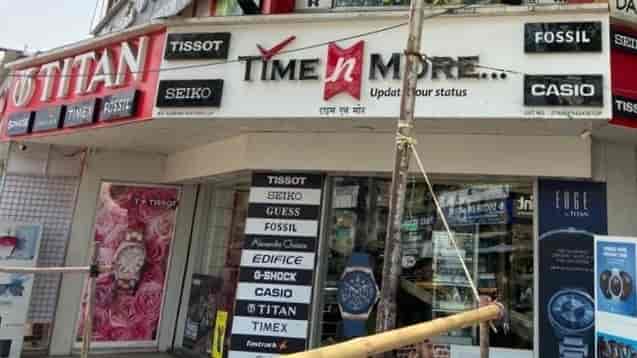 TITAN
TIMEX
FOSSIL
TISSOT
SEIKO
TIME n MORE...
Update your status
टाइम एन मोर
FOSSIL
CASIO
TISSOT
TISSOT
SEIKO
GUESS
FOSSIL
Alexandre Christie
EDIFICE
G-SHOCK
CASIO
TITAN
TIMEX
fastrack
EDGE
by TITAN